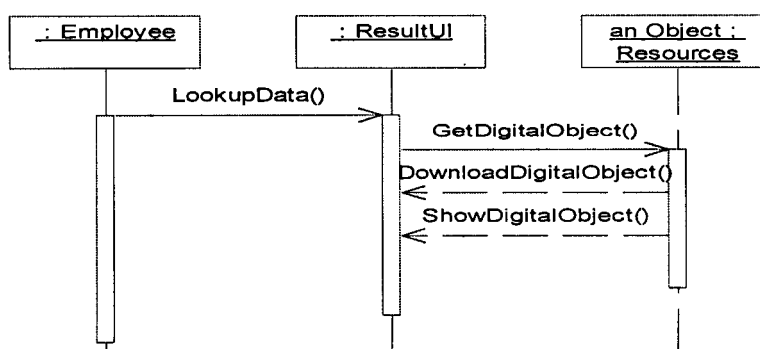 : Employee
: ResultUI
an Object :
Resources
LookupData()
GetDigitalObject()
DownloadDigitalObject()
ShowDigitalObject()